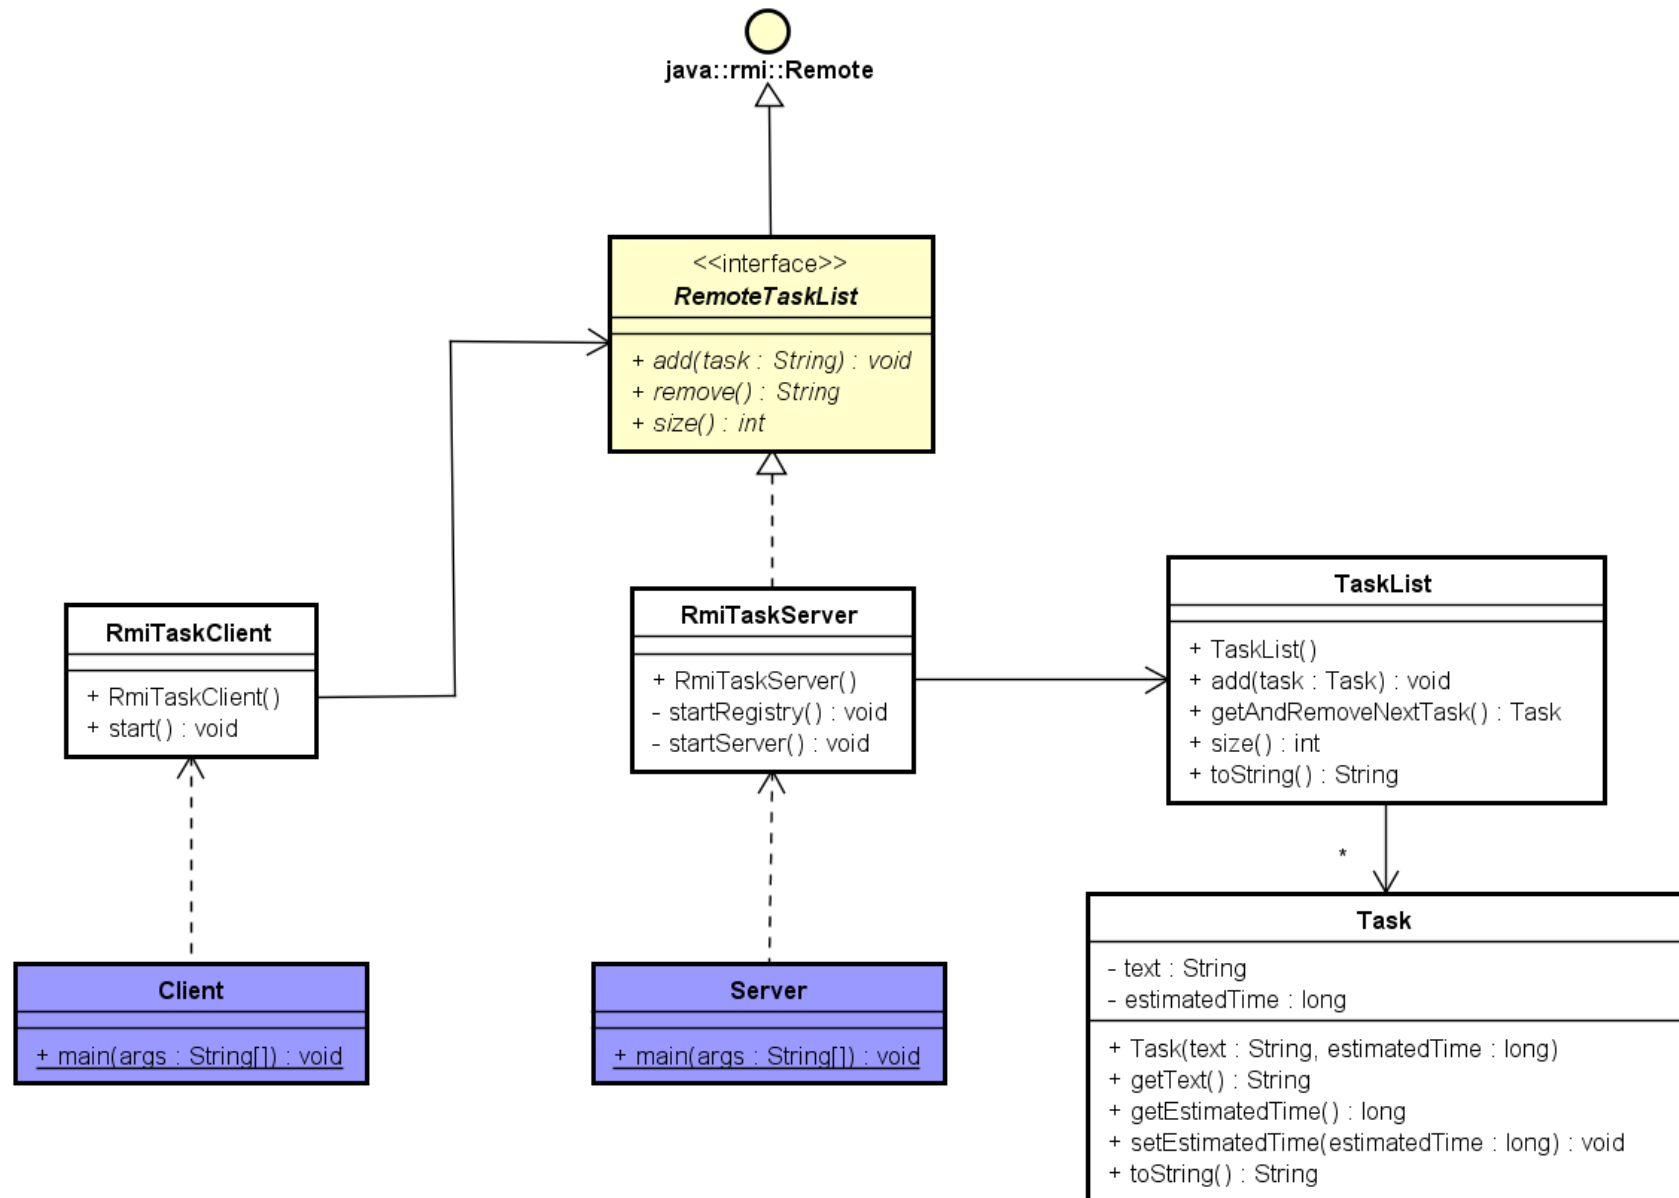 java::rmi::Remote
<<interface>>
RemoteTaskList
+ add(task : String) : void
+ remove() : String
+ size() : int
RmiTaskClient
+ RmiTaskClient()
+ start() : void
RmiTaskServer
+ RmiTaskServer()
- startRegistry() : void
- startServer() : void
TaskList
+ TaskList()
+ add(task : Task) : void
+ getAndRemoveNextTask() : Task
+ size() : int
+ toString() : String
*
Client
+ main(args : String[]) : void
Server
+ main(args : String[]) : void
Task
- text : String
- estimatedTime : long
+ Task(text : String, estimatedTime : long)
+ getText() : String
+ getEstimatedTime() : long
+ setEstimatedTime(estimatedTime : long) : void
+ toString() : String